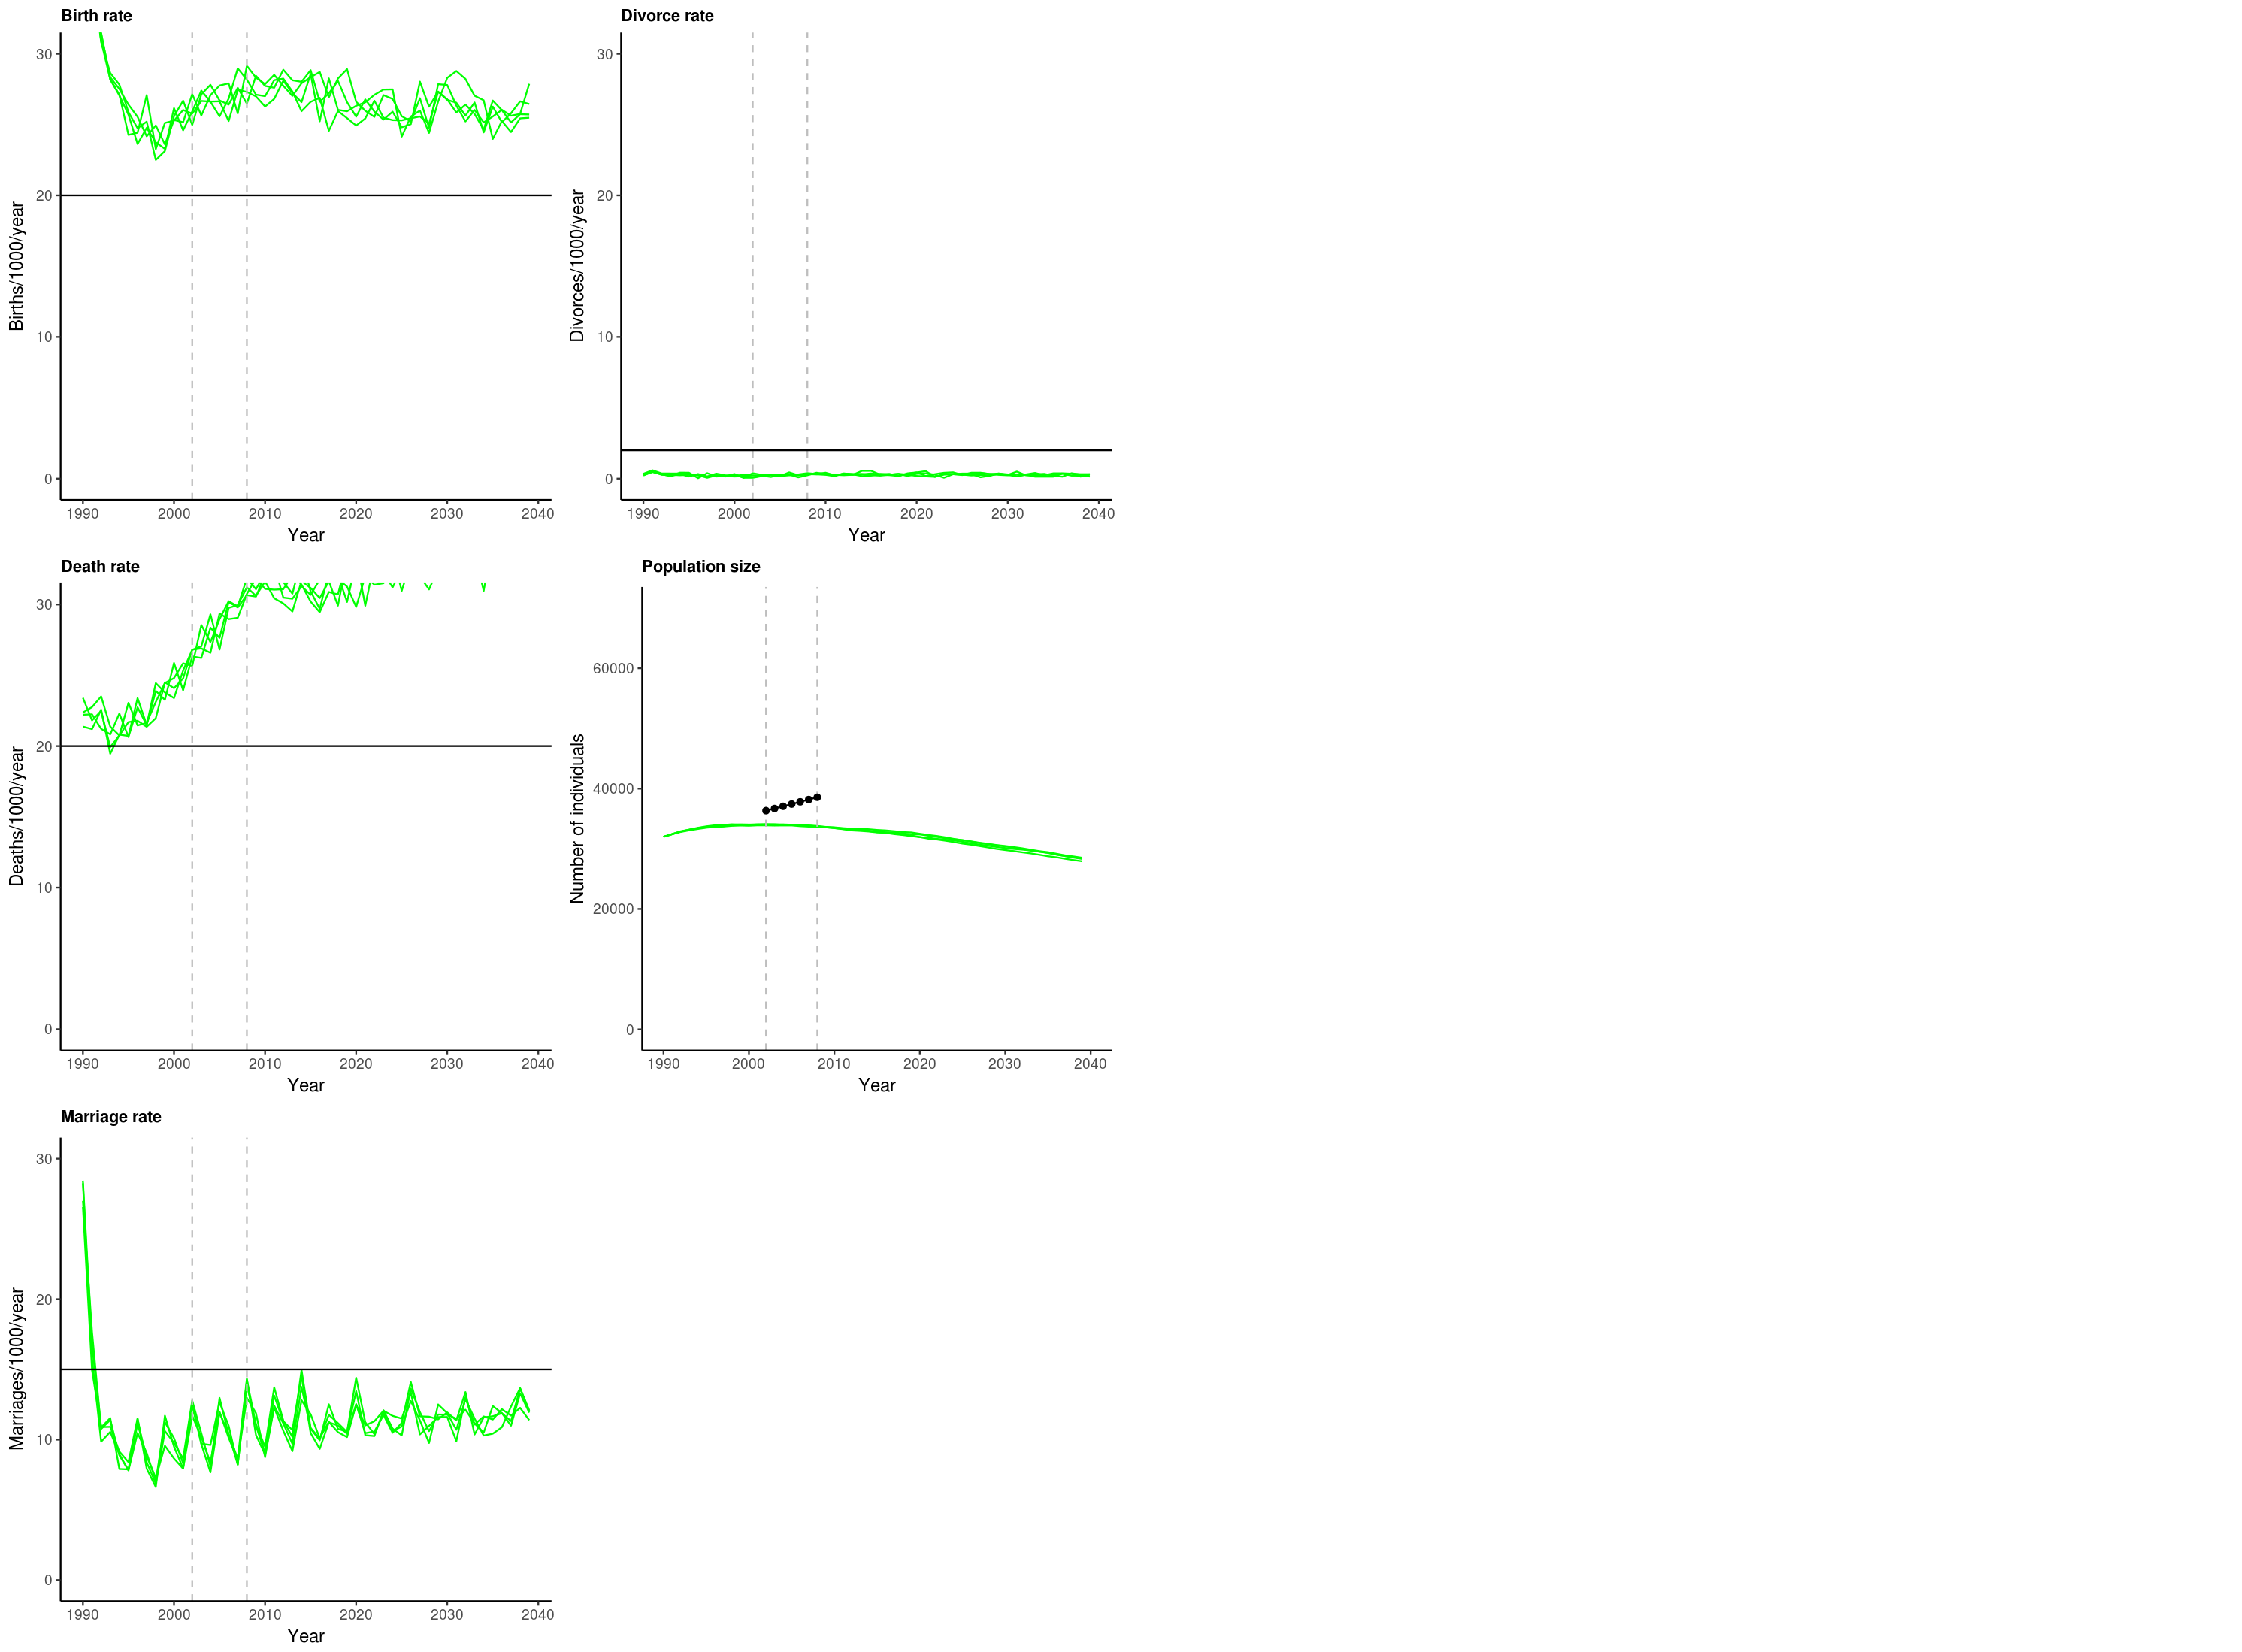 Birth rate
Births/1000/year
30
20
10
0
1990 2000 2010 2020 2030 2040
Year
Divorce rate
Divorces/1000/year
30
20
10
0
1990 2000 2010 2020 2030 2040
Year
Death rate
Deaths/1000/year
30
20
10
0
1990 2000 2010 2020 2030 2040
Year
Population size
Number of individuals
60000
40000
20000
0
1990 2000 2010 2020 2030 2040
Year
Marriage rate
Marriages/1000/year
30
20
10
0
1990 2000 2010 2020 2030 2040
Year